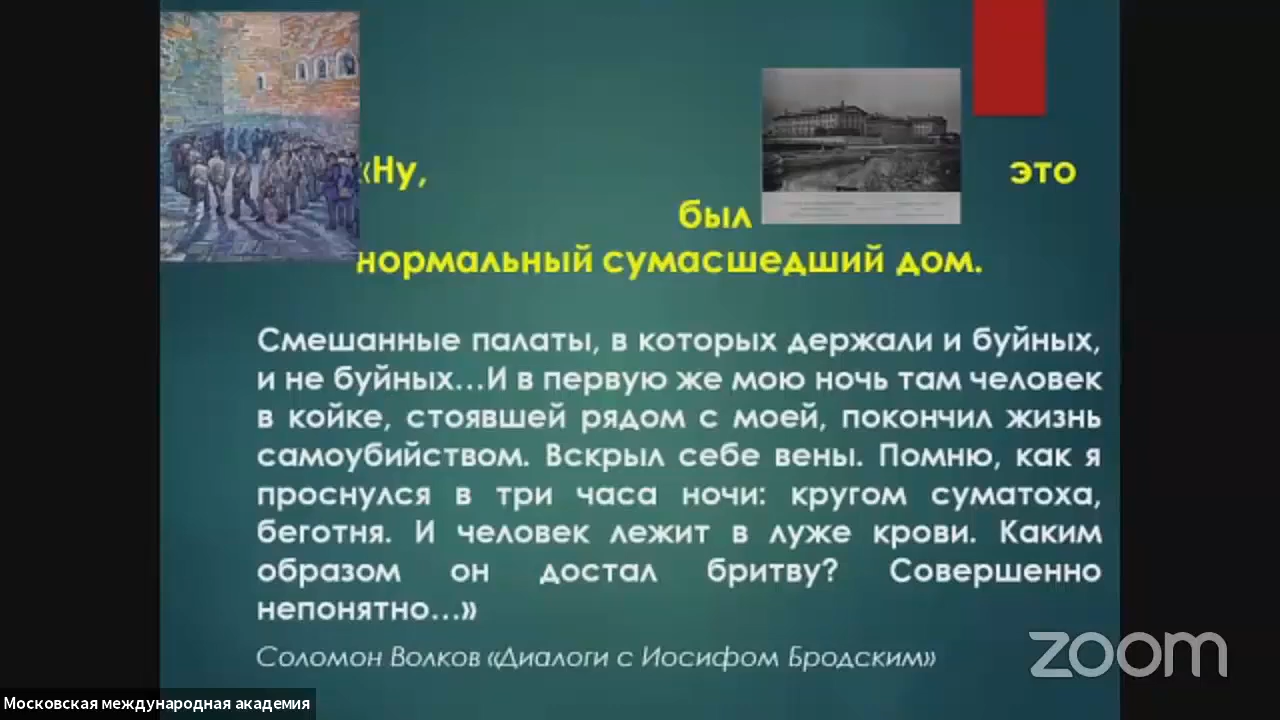 «Ну, это
был
нормальный сумасшедший дом.
Смешанные палаты, в которых держали и буйных,
и не буйных…И в первую же мою ночь там человек
в койке, стоявшей рядом с моей, покончил жизнь
самоубийством. Вскрыл себе вены. Помню, как я
проснулся в три часа ночи: кругом суматоха,
беготня. И человек лежит в луже крови. Каким
образом он достал бритву? Совершенно
непонятно…»
Соломон Волков «Диалоги с Иосифом Бродским»
zoom
Московская международная академия